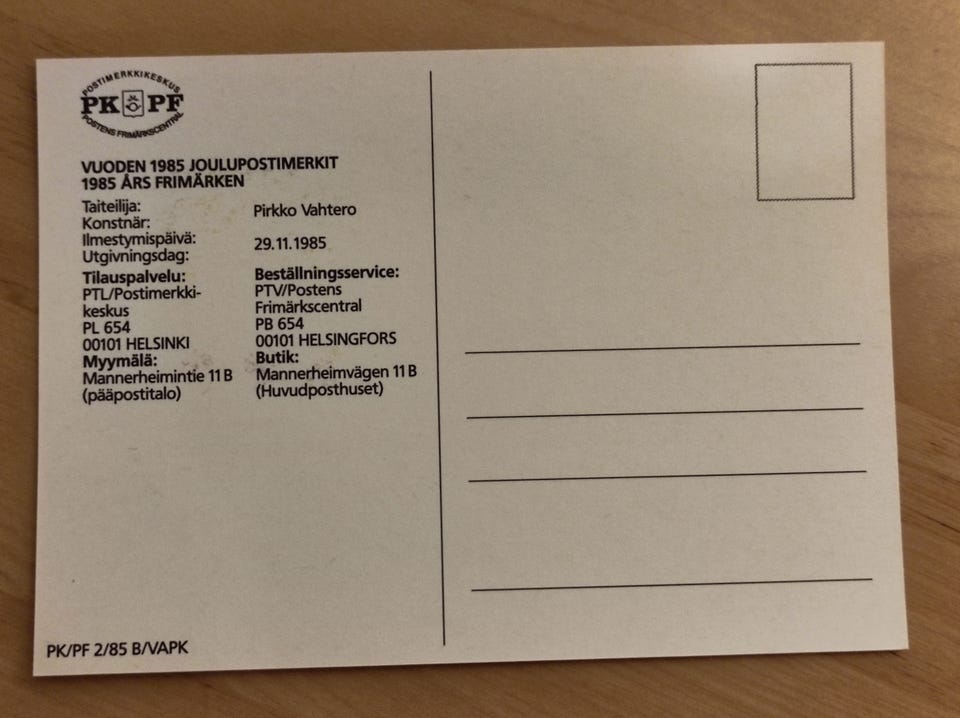 POSTIMERKKIKESKUS
PK PF
POSTENS FRIMÄRKSCENTRAL
VUODEN 1985 JOULUPOSTIMERKIT
1985 ÅRS FRIMÄRKEN
Taiteilija:
Konstnär:
Pirkko Vahtero
Ilmestymispäivä:
Utgivningsdag:
29.11.1985
Tilauspalvelu:
PTL/Postimerkki-
keskus
PL 654
00101 HELSINKI
Myymälä:
Mannerheimintie 11 B
(pääpostitalo)
Beställningsservice:
PTV/Postens
Frimärkscentral
PB 654
00101 HELSINGFORS
Butik:
Mannerheimvägen 11 B
(Huvudposthuset)
PK/PF 2/85 B/VAPK